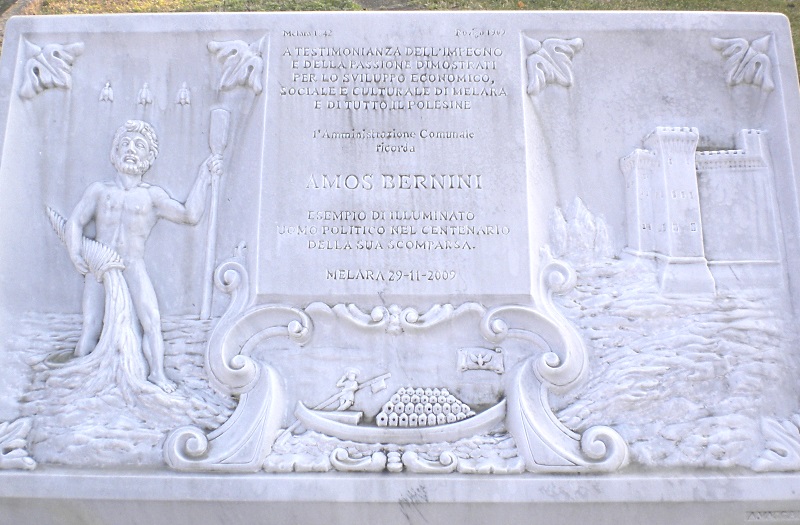 Melara
A TESTIMONIANZA DELL'IMPEGNO
E DELLA PASSIONE DIMOSTRATI
PER LO SVILUPPO ECONOMICO,
SOCIALE E CULTURALE DI MELARA
E DI TUTTO IL POLESINE
l'Amministrazione Comunale
ricorda
AMOS BERNINI
ESEMPIO DI ILLUMINATO
UOMO POLITICO NEL CENTENARIO
DELLA SUA SCOMPARSA.
MELARA 29-11-2009